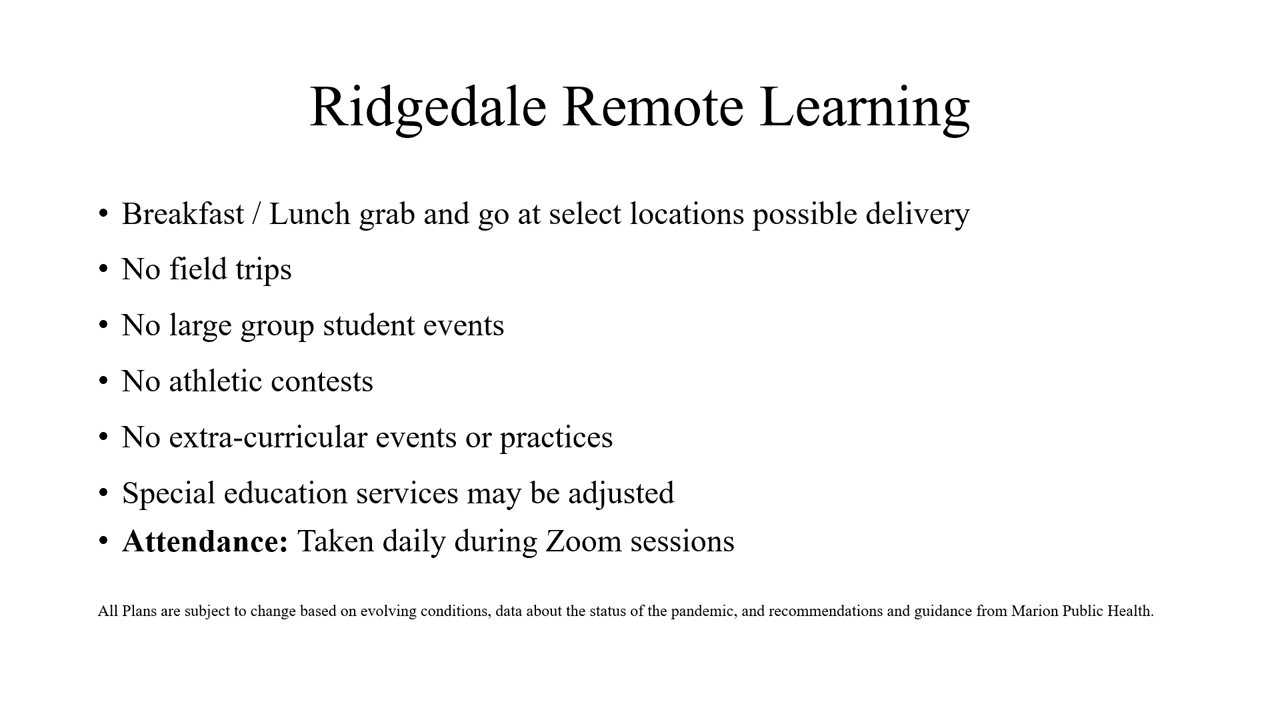 Ridgedale Remote Learning
• Breakfast / Lunch grab and go at select locations possible delivery
• No field trips
• No large group student events
• No athletic contests
• No extra-curricular events or practices
• Special education services may be adjusted
• Attendance: Taken daily during Zoom sessions
All Plans are subject to change based on evolving conditions, data about the status of the pandemic, and recommendations and guidance from Marion Public Health.